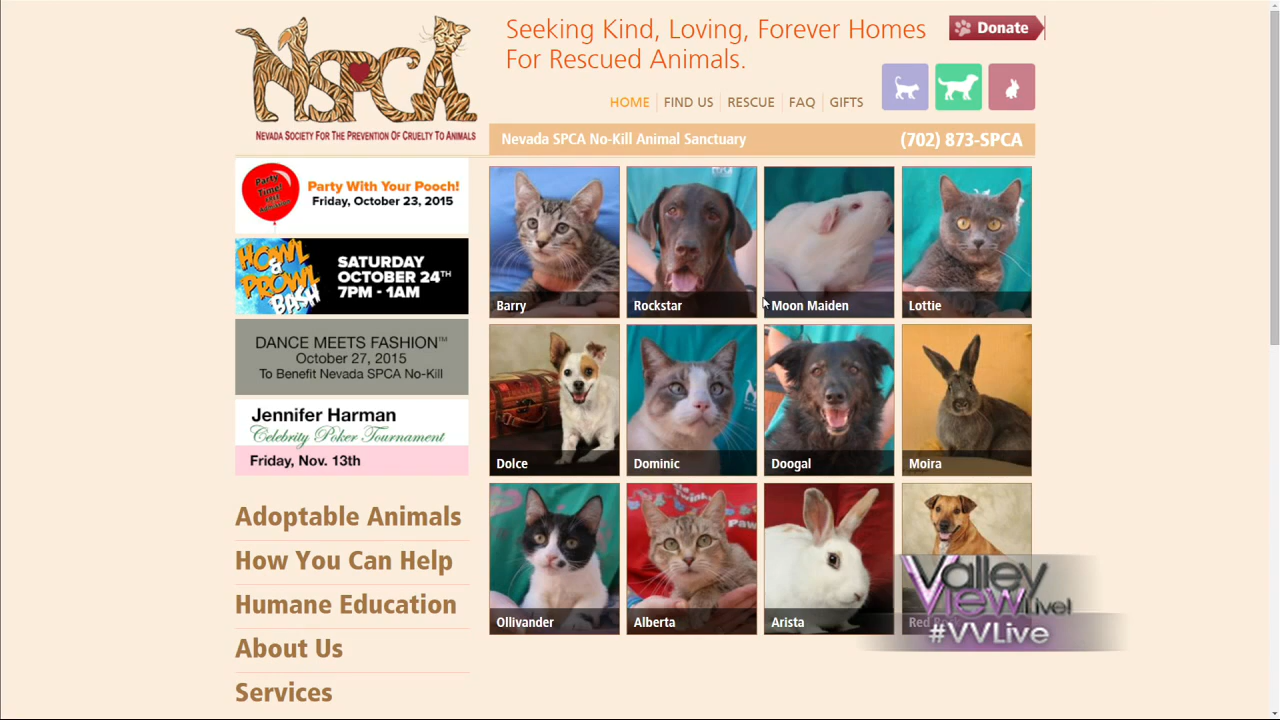 NSPCA
NEVADA SOCIETY FOR THE PREVENTION OF CRUELTY TO ANIMALS
Seeking Kind, Loving, Forever Homes
For Rescued Animals.
Donate
HOME
FIND US
RESCUE
FAQ
GIFTS
Nevada SPCA No-Kill Animal Sanctuary
(702) 873-SPCA
Party
Time!
Party With Your Pooch!
Friday, October 23, 2015
HOWL
&
PROWL
BASH
SATURDAY
OCTOBER 24TH
7PM - 1AM
DANCE MEETS FASHION™
October 27, 2015
To Benefit Nevada SPCA No-Kill
Jennifer Harman
Celebrity Poker Tournament
Friday, Nov. 13th
Adoptable Animals
How You Can Help
Humane Education
About Us
Services
Barry
Rockstar
Moon Maiden
Lottie
Dolce
Dominic
Doogal
Moira
Ollivander
Alberta
Arista
Red
Valley
View Live!
#VVLive